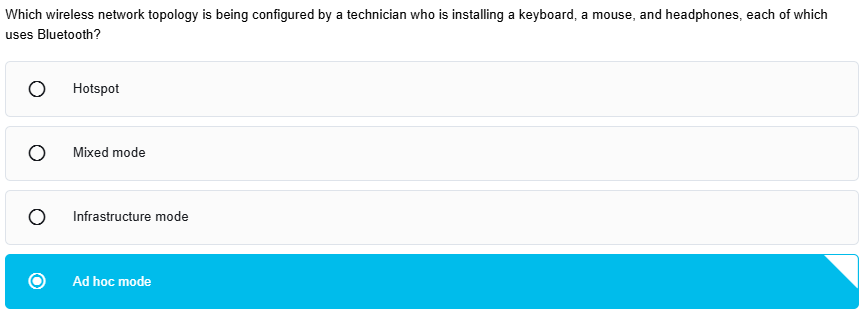 Which wireless network topology is being configured by a technician who is installing a keyboard, a mouse, and headphones, each of which
uses Bluetooth?
Hotspot
Mixed mode
Infrastructure mode
Ad hoc mode